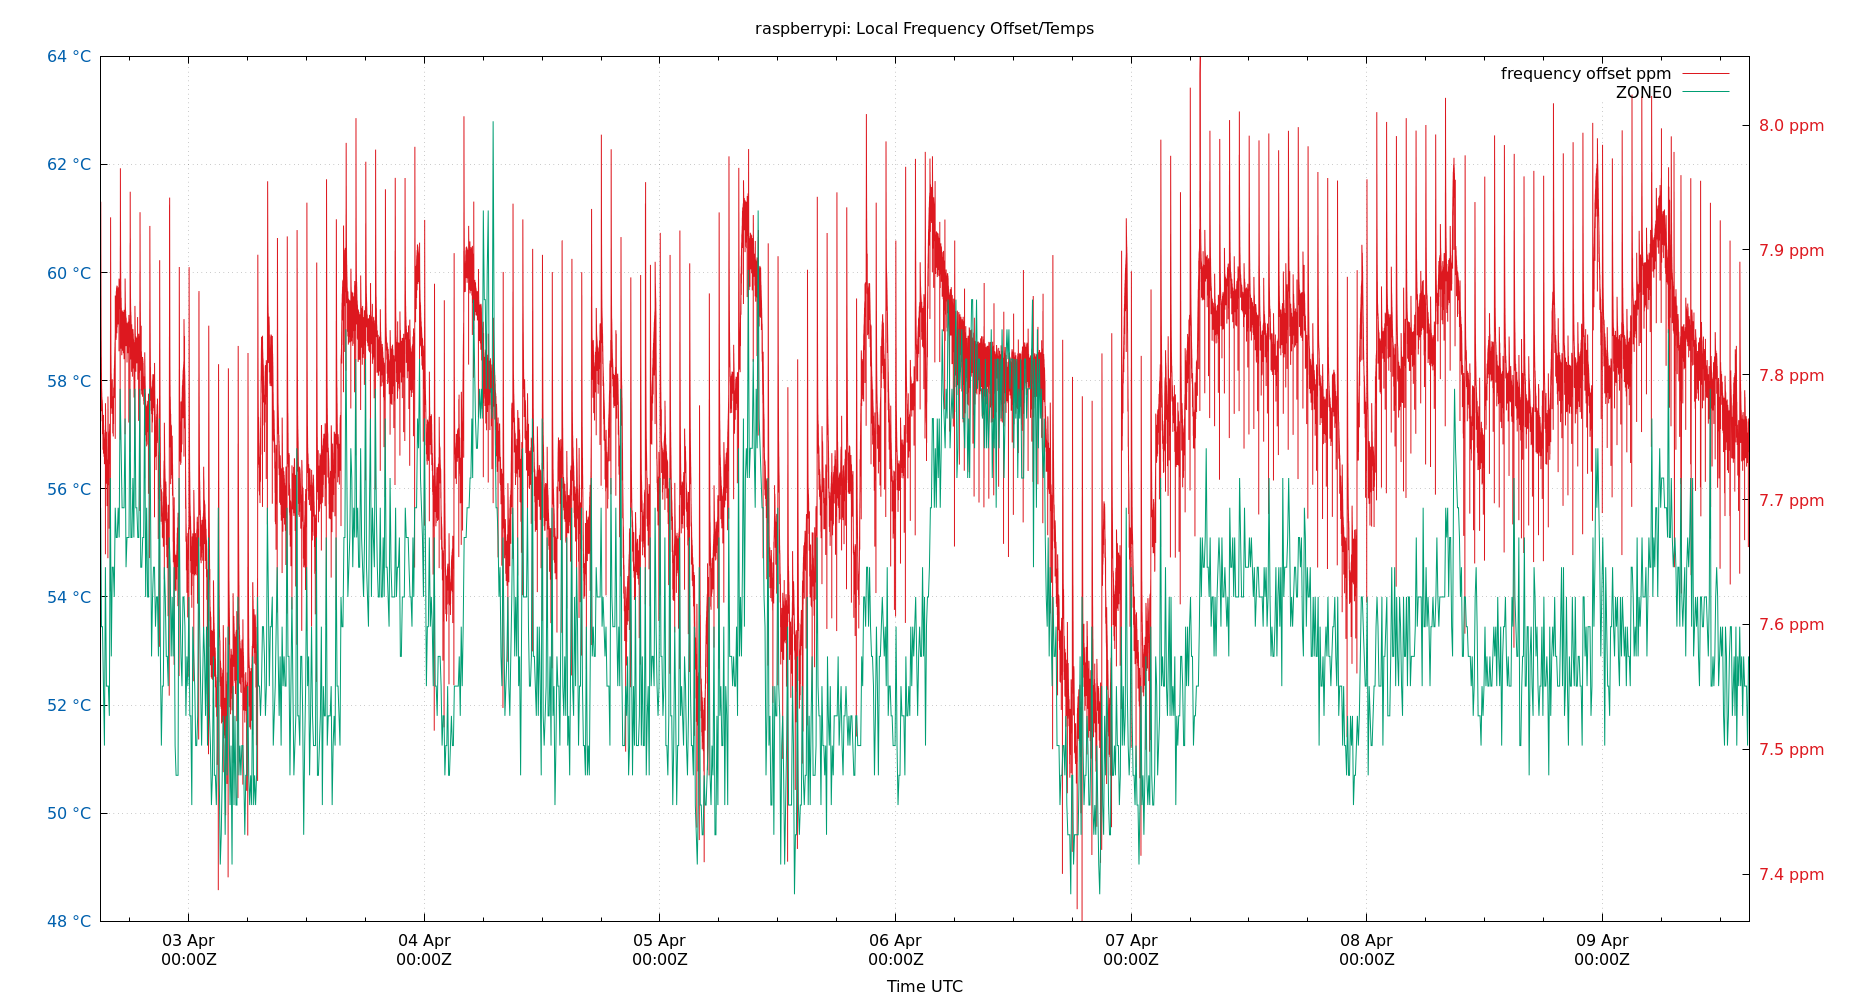 raspberrypi: Local Frequency Offset/Temps
64 °C
62 °C
60 °C
58 °C
56 °C
54 °C
52 °C
50 °C
48 °C
frequency offset ppm
ZONE0
8.0 ppm
7.9 ppm
7.8 ppm
7.7 ppm
7.6 ppm
7.5 ppm
7.4 ppm
03 Apr
00:00Z
04 Apr
00:00Z
05 Apr
00:00Z
06 Apr
00:00Z
07 Apr
00:00Z
08 Apr
00:00Z
09 Apr
00:00Z
Time UTC